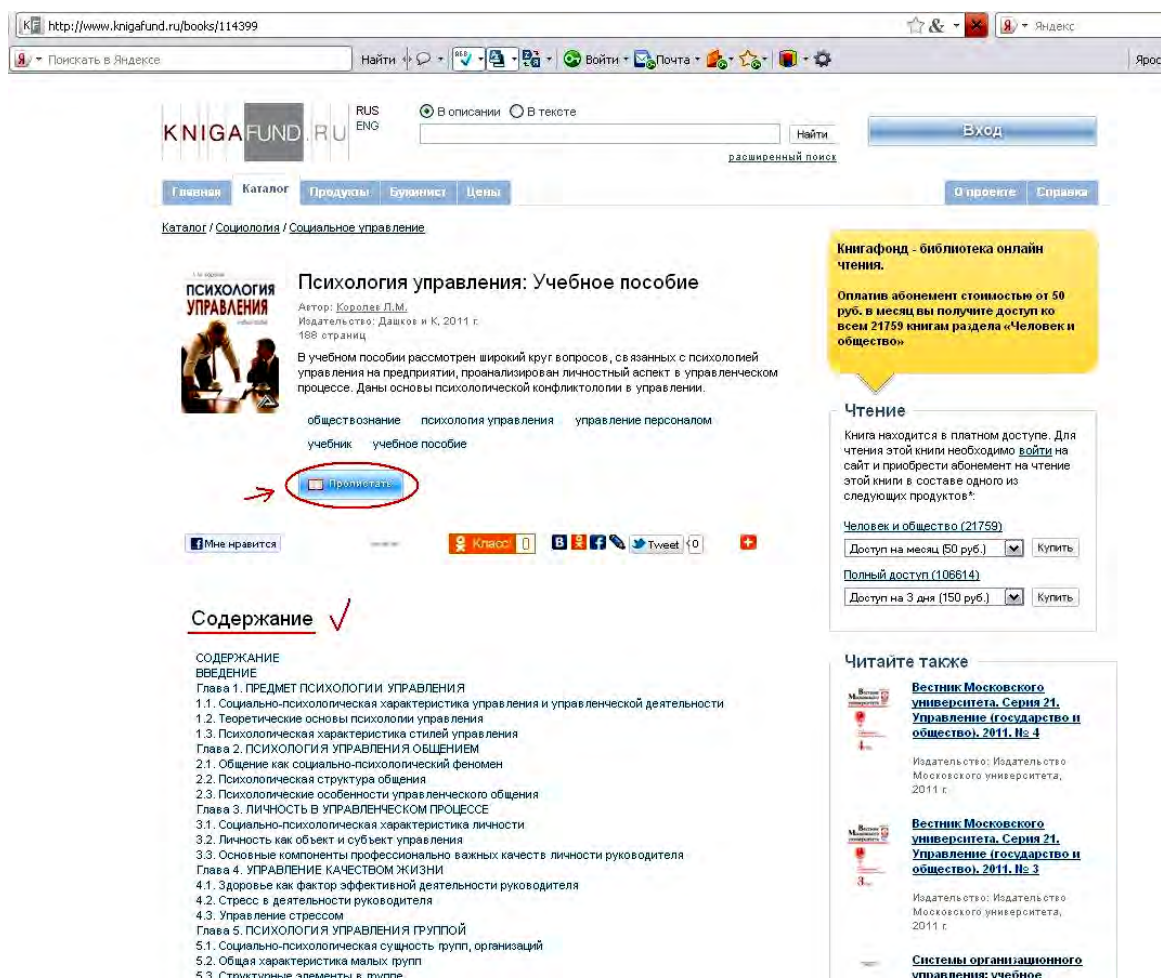 http://www.knigafund.ru/books/114399
Яндекс
Поискать в Яндексе
Найти
Войти
Почта
Ярос
KNIGAFUND.RU
RUS
ENG
В описании
В тексте
Найти
расширенный поиск
Вход
Главная
Каталог
Продукты
Букинист
Цены
О проекте
Справка
Каталог / Социология / Социальное управление
ПСИХОЛОГИЯ
УПРАВЛЕНИЯ
Психология управления: Учебное пособие
Автор: Королев Л.М.
Издательство: Дашков и К, 2011 г.
188 страниц
В учебном пособии рассмотрен широкий круг вопросов, связанных с психологией
управления на предприятии, проанализирован личностный аспект в управленческом
процессе. Даны основы психологической конфликтологии в управлении.
обществознание психология управления управление персоналом
учебник учебное пособие
Пролистать
Мне нравится
Класс! 0
Tweet 0
Содержание
СОДЕРЖАНИЕ
ВВЕДЕНИЕ
Глава 1. ПРЕДМЕТ ПСИХОЛОГИИ УПРАВЛЕНИЯ
1.1. Социально-психологическая характеристика управления и управленческой деятельности
1.2. Теоретические основы психологии управления
1.3. Психологическая характеристика стилей управления
Глава 2. ПСИХОЛОГИЯ УПРАВЛЕНИЯ ОБЩЕНИЕМ
2.1. Общение как социально-психологический феномен
2.2. Психологическая структура общения
2.3. Психологические особенности управленческого общения
Глава 3. ЛИЧНОСТЬ В УПРАВЛЕНЧЕСКОМ ПРОЦЕССЕ
3.1. Социально-психологическая характеристика личности
3.2. Личность как объект и субъект управления
3.3. Основные компоненты профессионально важных качеств личности руководителя
Глава 4. УПРАВЛЕНИЕ КАЧЕСТВОМ ЖИЗНИ
4.1. Здоровье как фактор эффективной деятельности руководителя
4.2. Стресс в деятельности руководителя
4.3. Управление стрессом
Глава 5. ПСИХОЛОГИЯ УПРАВЛЕНИЯ ГРУППОЙ
5.1. Социально-психологическая сущность групп, организаций
5.2. Общая характеристика малых групп
5.3. Структурные элементы в группе
Книгафонд - библиотека онлайн
чтения.
Оплатив абонемент стоимостью от 50
руб. в месяц вы получите доступ ко
всем 21759 книгам раздела «Человек и
общество»
Чтение
Книга находится в платном доступе. Для
чтения этой книги необходимо войти на
сайт и приобрести абонемент на чтение
этой книги в составе одного из
следующих продуктов*:
Человек и общество (21759)
Доступ на месяц (50 руб.) Купить
Полный доступ (106614)
Доступ на 3 дня (150 руб.) Купить
Читайте также
Вестник Московского
университета. Серия 21.
Управление (государство и
общество). 2011. № 4
Издательство: Издательство
Московского университета,
2011 г.
Вестник Московского
университета. Серия 21.
Управление (государство и
общество). 2011. № 3
Издательство: Издательство
Московского университета,
2011 г.
Системы организационного
управления: учебное